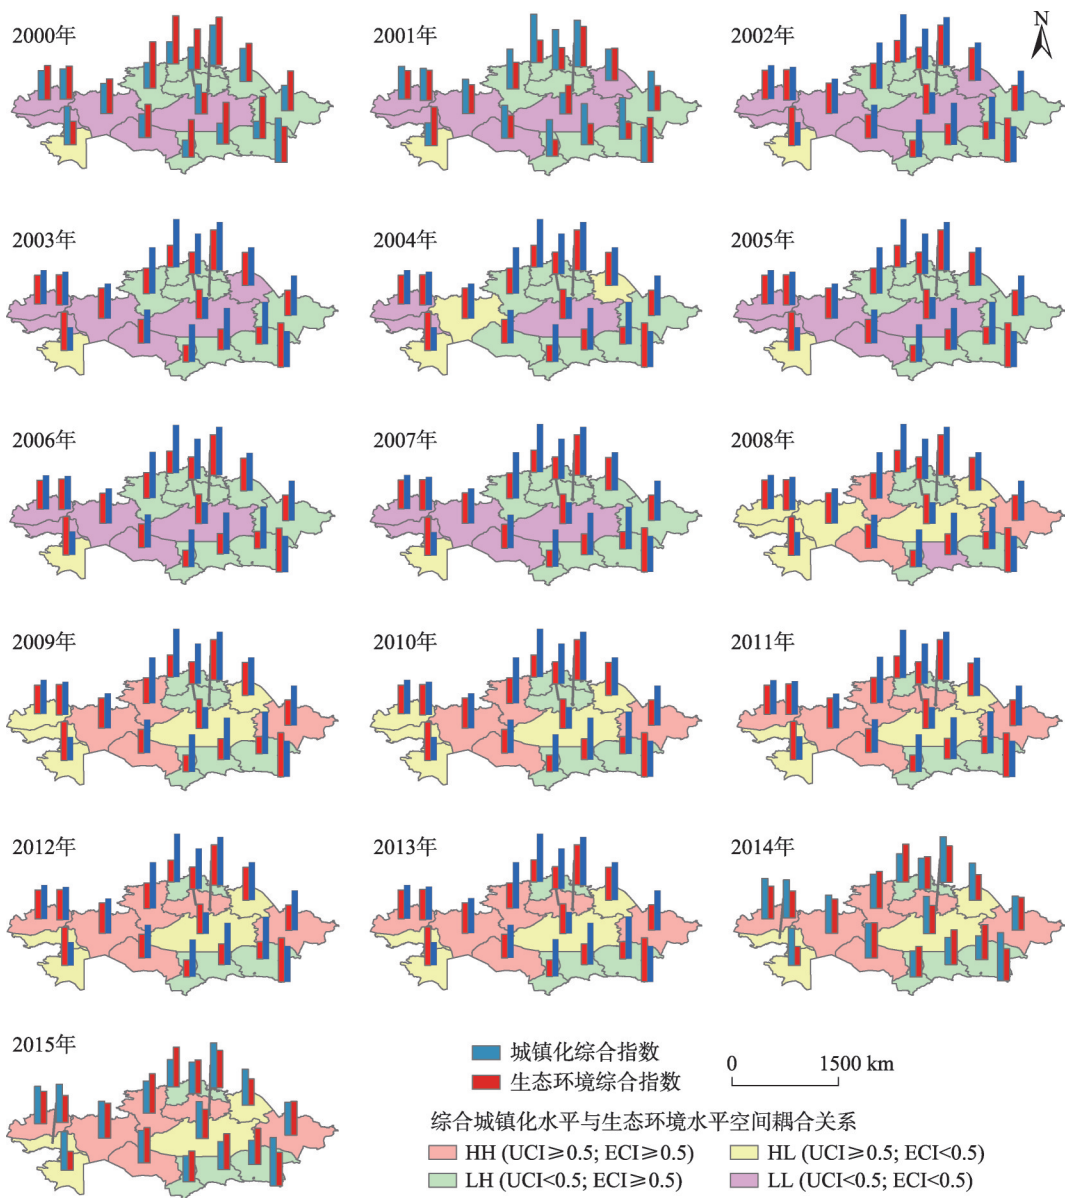 2000年
2001年
2002年
N
2003年
2004年
2005年
2006年
2007年
2008年
2009年
2010年
2011年
2012年
2013年
2014年
2015年
城镇化综合指数
生态环境综合指数
0 1500 km
综合城镇化水平与生态环境水平空间耦合关系
HH (UCI≥0.5; ECI≥0.5)
HL (UCI≥0.5; ECI<0.5)
LH (UCI<0.5; ECI≥0.5)
LL (UCI<0.5; ECI<0.5)